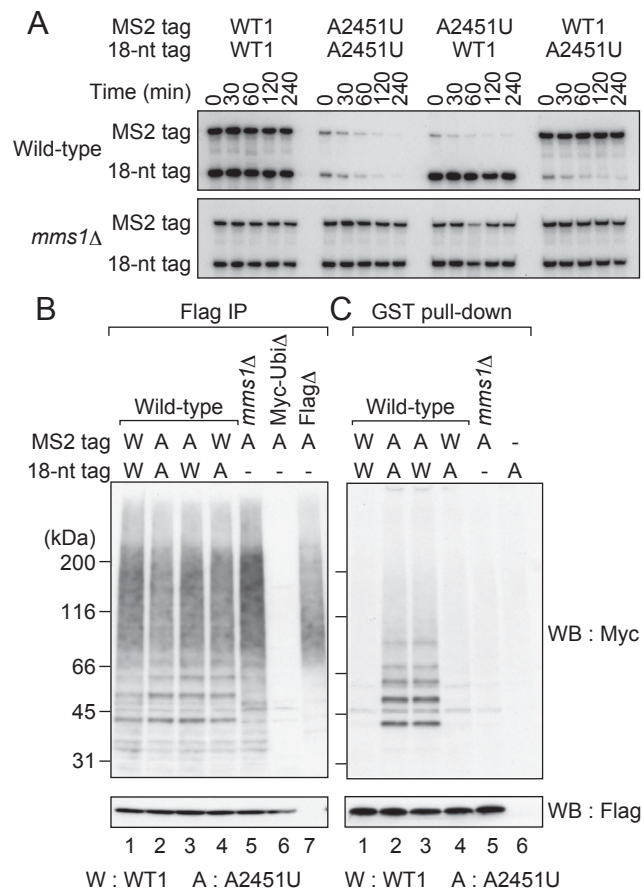 A
MS2 tag WT1 A2451U A2451U WT1
18-nt tag WT1 A2451U WT1 A2451U
Time (min) 0 30 60 120 240 0 30 60 120 240 0 30 60 120 240 0 30 60 120 240
Wild-type MS2 tag
18-nt tag
mms1Δ MS2 tag
18-nt tag
B Flag IP
Wild-type mms1Δ Myc-UbiΔ FlagΔ
MS2 tag W A A W A A A
18-nt tag W A W A - - -
(kDa)
200
116
66
45
31
1 2 3 4 5 6 7
C GST pull-down
Wild-type mms1Δ
W A A W A -
W A W A - A
WB : Myc
WB : Flag
1 2 3 4 5 6
W : WT1 A : A2451U W : WT1 A : A2451U